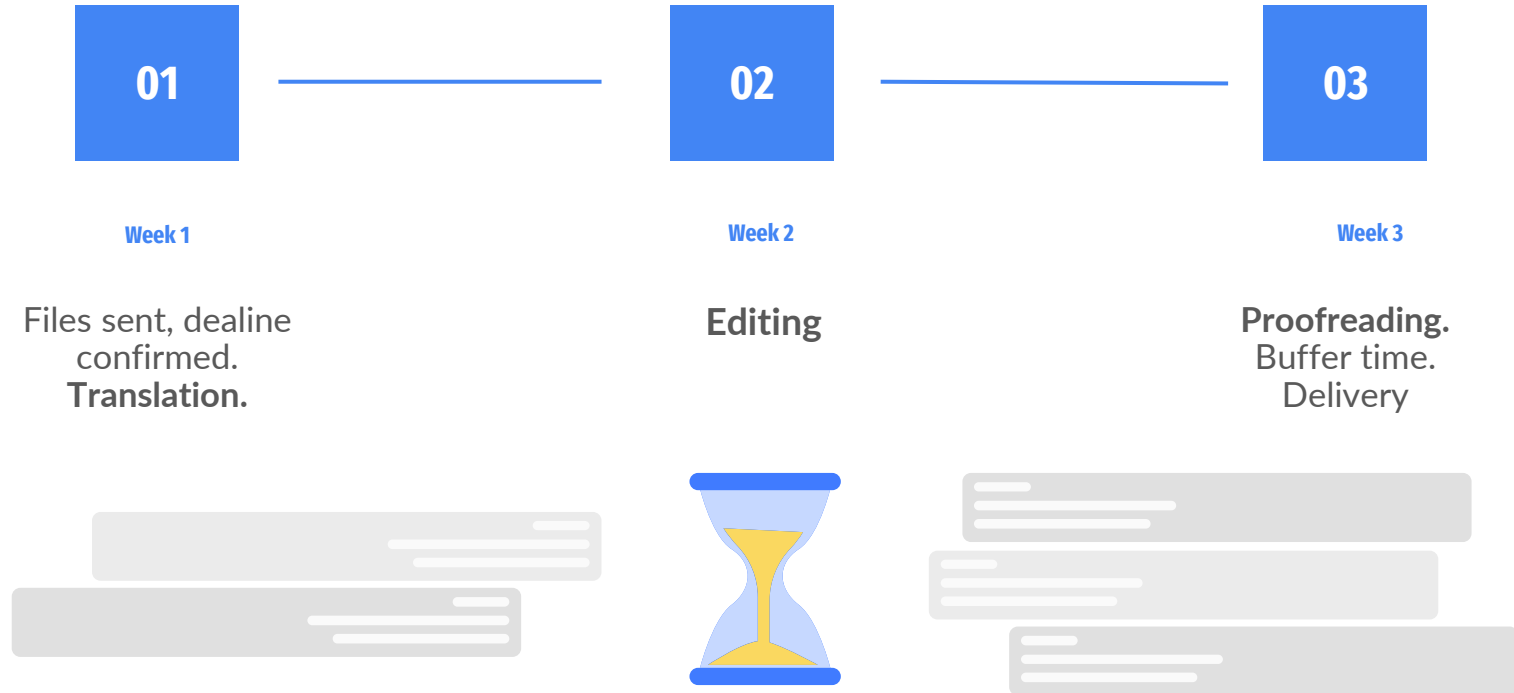 01
02
03
Week 1
Week 2
Week 3
Files sent, dealine
confirmed.
Translation.
Editing
Proofreading.
Buffer time.
Delivery